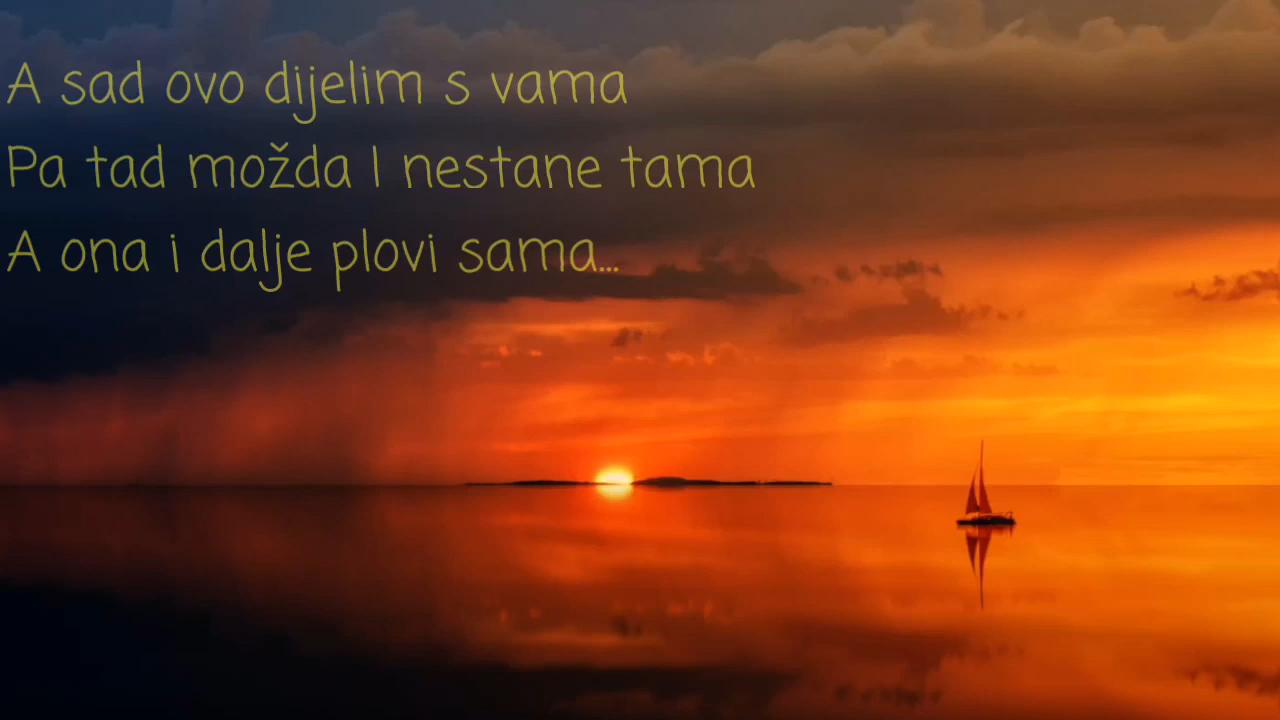 A sad ovo dijelim s vama
Pa tad možda I nestane tama
A ona i dalje plovi sama...